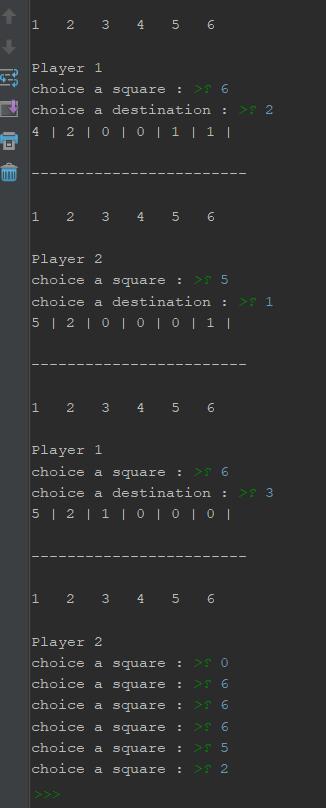 1 2 3 4 5 6
Player 1
choice a square : >? 6
choice a destination : >? 2
4 | 2 | 0 | 0 | 1 | 1 |
------------------------
1 2 3 4 5 6
Player 2
choice a square : >? 5
choice a destination : >? 1
5 | 2 | 0 | 0 | 0 | 1 |
------------------------
1 2 3 4 5 6
Player 1
choice a square : >? 6
choice a destination : >? 3
5 | 2 | 1 | 0 | 0 | 0 |
------------------------
1 2 3 4 5 6
Player 2
choice a square : >? 0
choice a square : >? 6
choice a square : >? 6
choice a square : >? 6
choice a square : >? 5
choice a square : >? 2
>>>